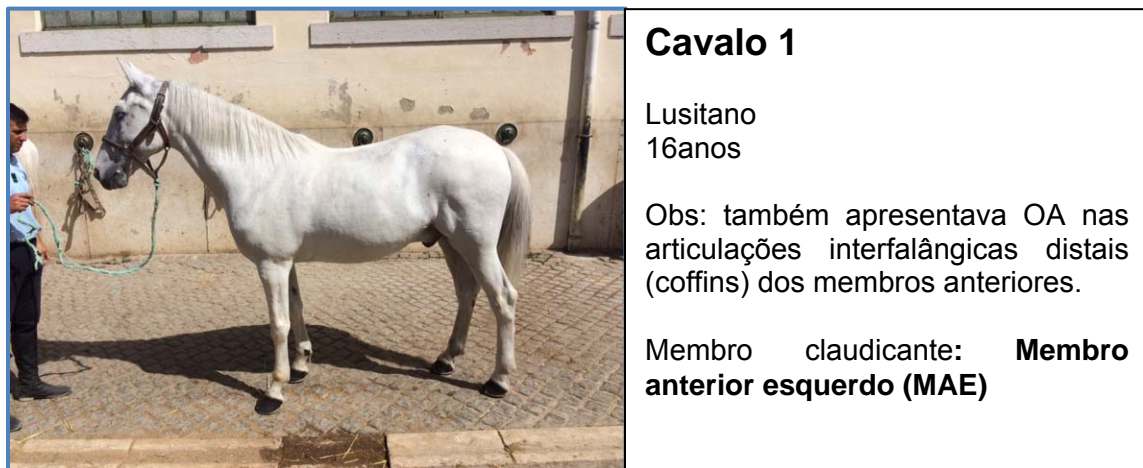 Cavalo 1
Lusitano
16anos
Obs: também apresentava OA nas
articulações interfalângicas distais
(coffins) dos membros anteriores.
Membro claudicante: Membro
anterior esquerdo (MAE)